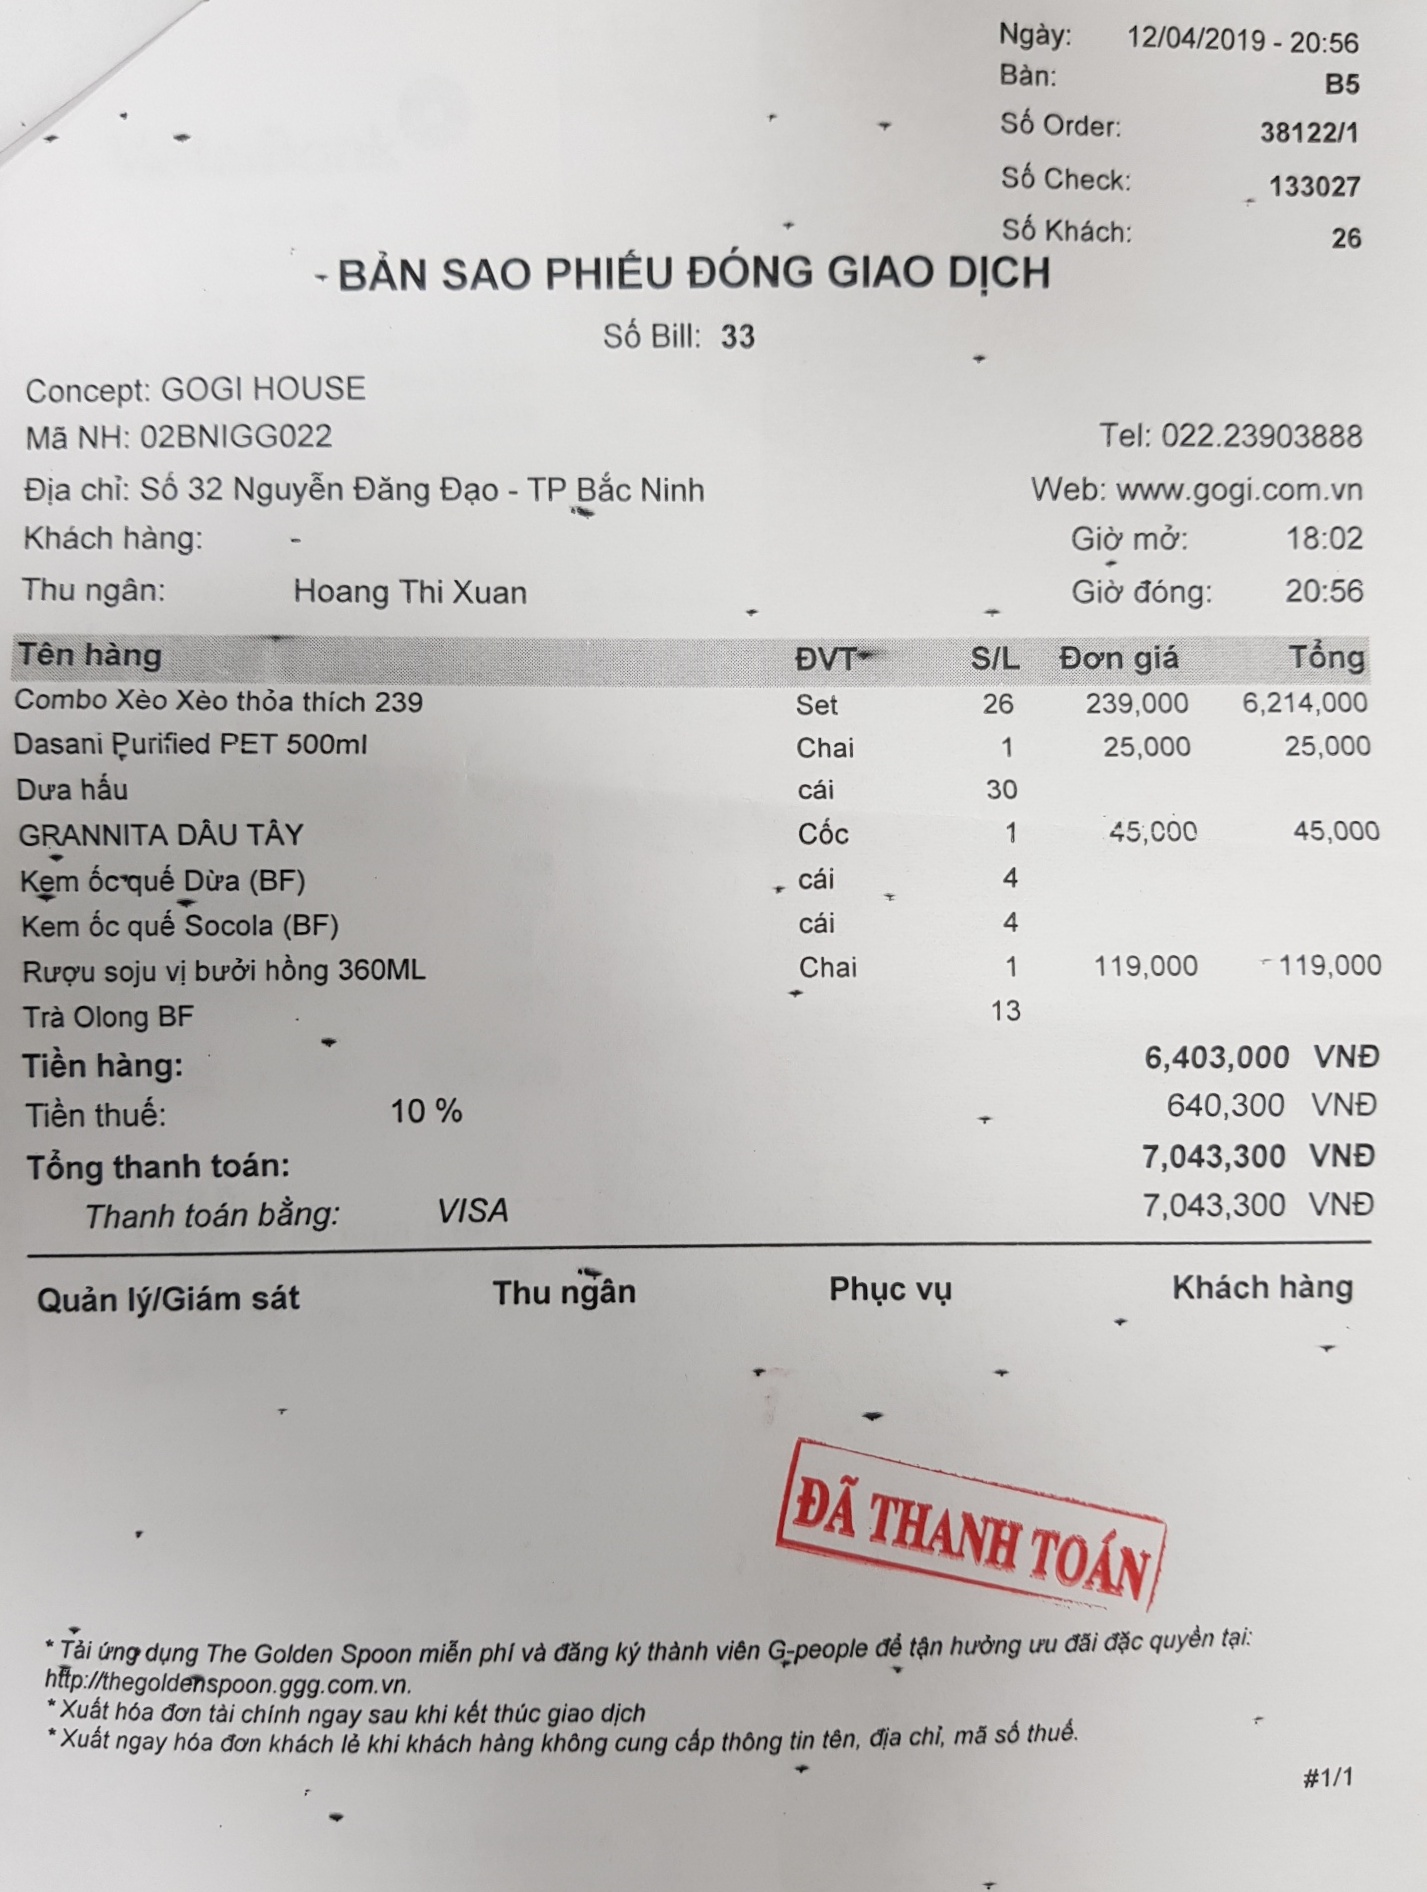 Ngày: 12/04/2019 - 20:56
Bàn: B5
Số Order: 38122/1
Số Check: 133027
Số Khách: 26
BẢN SAO PHIẾU ĐÓNG GIAO DỊCH
Số Bill: 33
Concept: GOGI HOUSE
Mã NH: 02BNIGG022 Tel: 022.23903888
Địa chỉ: Số 32 Nguyễn Đăng Đạo - TP Bắc Ninh Web: www.gogi.com.vn
Khách hàng: - Giờ mở: 18:02
Thu ngân: Hoang Thi Xuan Giờ đóng: 20:56
Tên hàng ĐVT S/L Đơn giá Tổng
Combo Xèo Xèo thỏa thích 239 Set 26 239,000 6,214,000
Dasani Purified PET 500ml Chai 1 25,000 25,000
Dưa hấu cái 30
GRANNITA DÂU TÂY Cốc 1 45,000 45,000
Kem ốc quế Dừa (BF) cái 4
Kem ốc quế Socola (BF) cái 4
Rượu soju vị bưởi hồng 360ML Chai 1 119,000 119,000
Trà Olong BF 13
Tiền hàng: 6,403,000 VNĐ
Tiền thuế: 10 % 640,300 VNĐ
Tổng thanh toán: 7,043,300 VNĐ
Thanh toán bằng: VISA 7,043,300 VNĐ
Quản lý/Giám sát Thu ngân Phục vụ Khách hàng
ĐÃ THANH TOÁN
* Tải ứng dụng The Golden Spoon miễn phí và đăng ký thành viên G-people để tận hưởng ưu đãi đặc quyền tại:
http://thegoldenspoon.ggg.com.vn.
* Xuất hóa đơn tài chính ngay sau khi kết thúc giao dịch
* Xuất ngay hóa đơn khách lẻ khi khách hàng không cung cấp thông tin tên, địa chỉ, mã số thuế.
#1/1